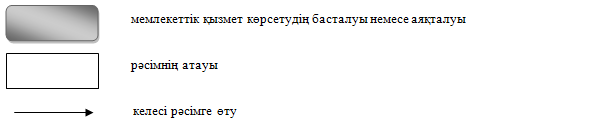 мемлекеттік қызмет көрсетудің басталуы немесе аяқталуы
рәсімнің атауы
келесі рәсімге өту